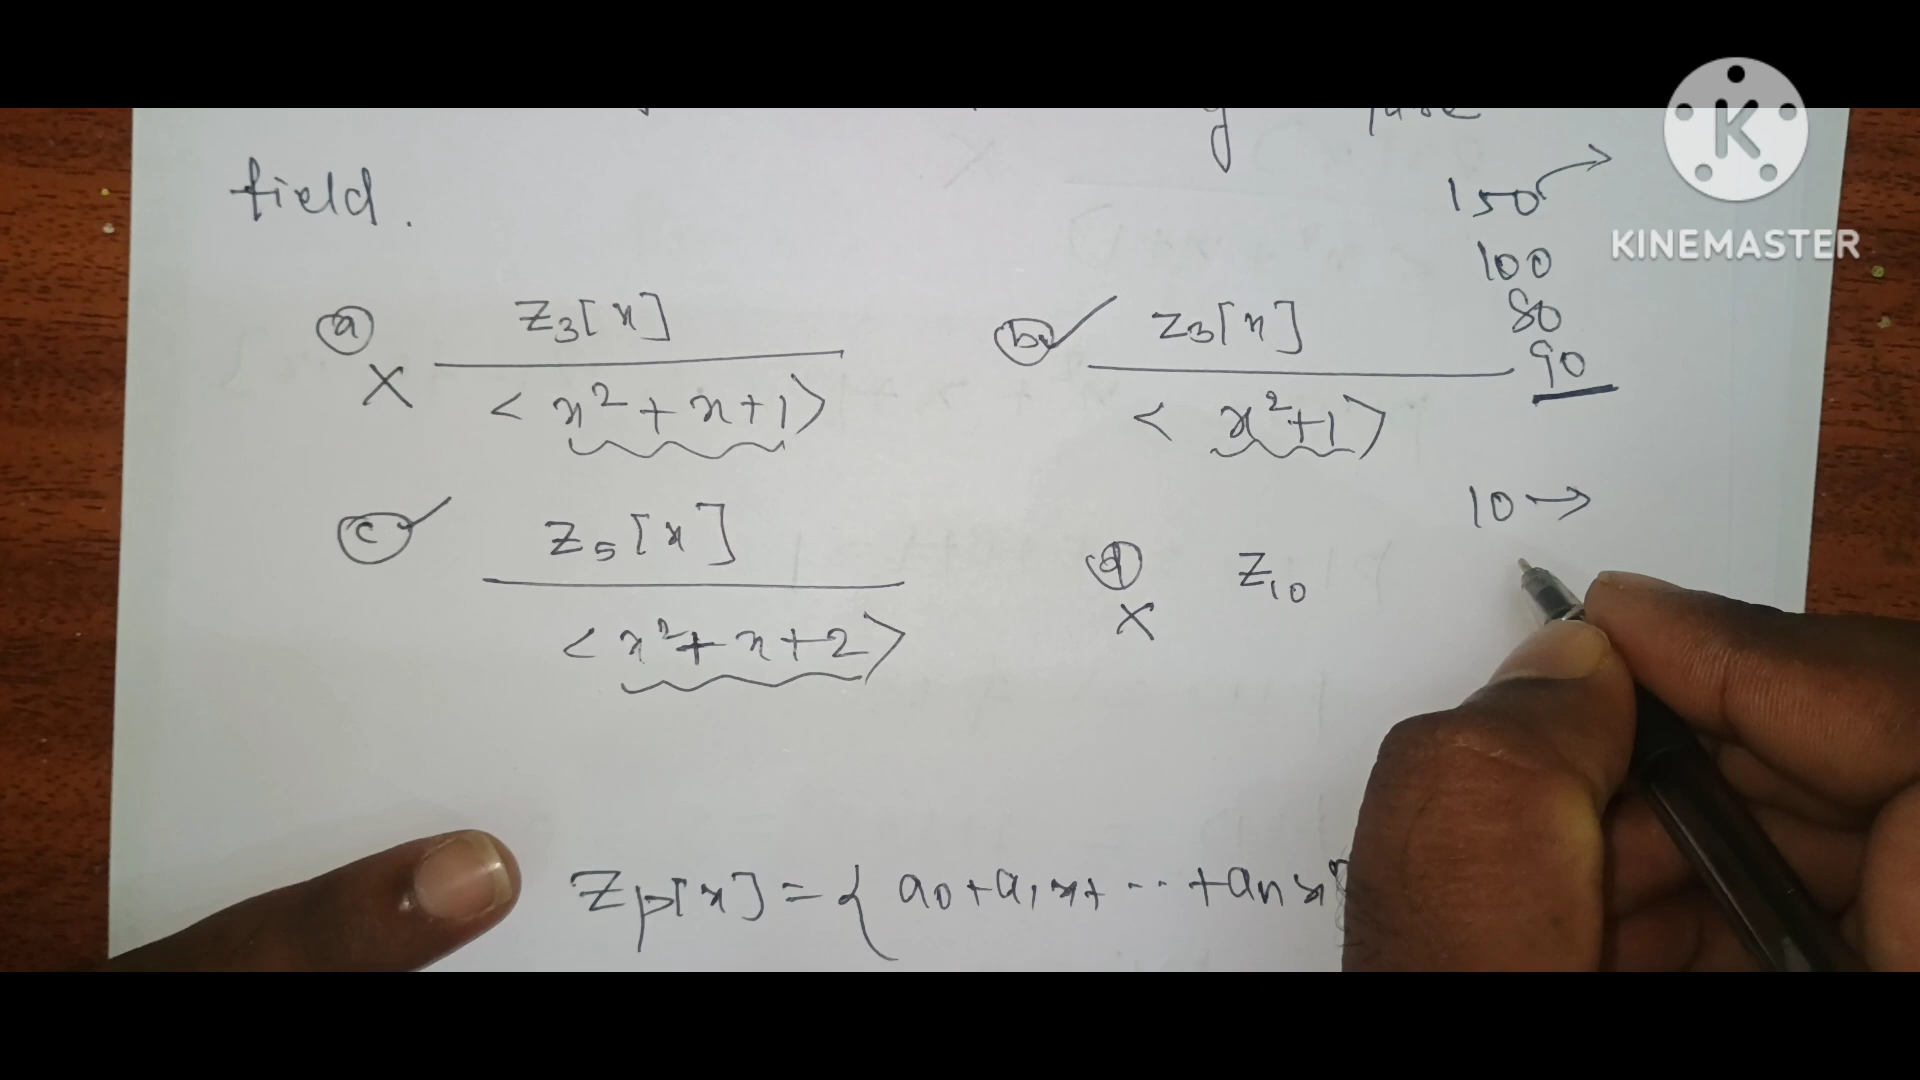 field.
150 →
100
80
90
ⓐ Z₃[x] / <x²+x+1>
X
ⓑ ✓ Z₃[x] / <x²+1>
10 →
ⓒ ✓ Z₅[x] / <x²+x+2>
ⓓ Z₁₀
X
Zp[x] = { a₀+a₁x+ ... +aₙxⁿ
K
KINEMASTER